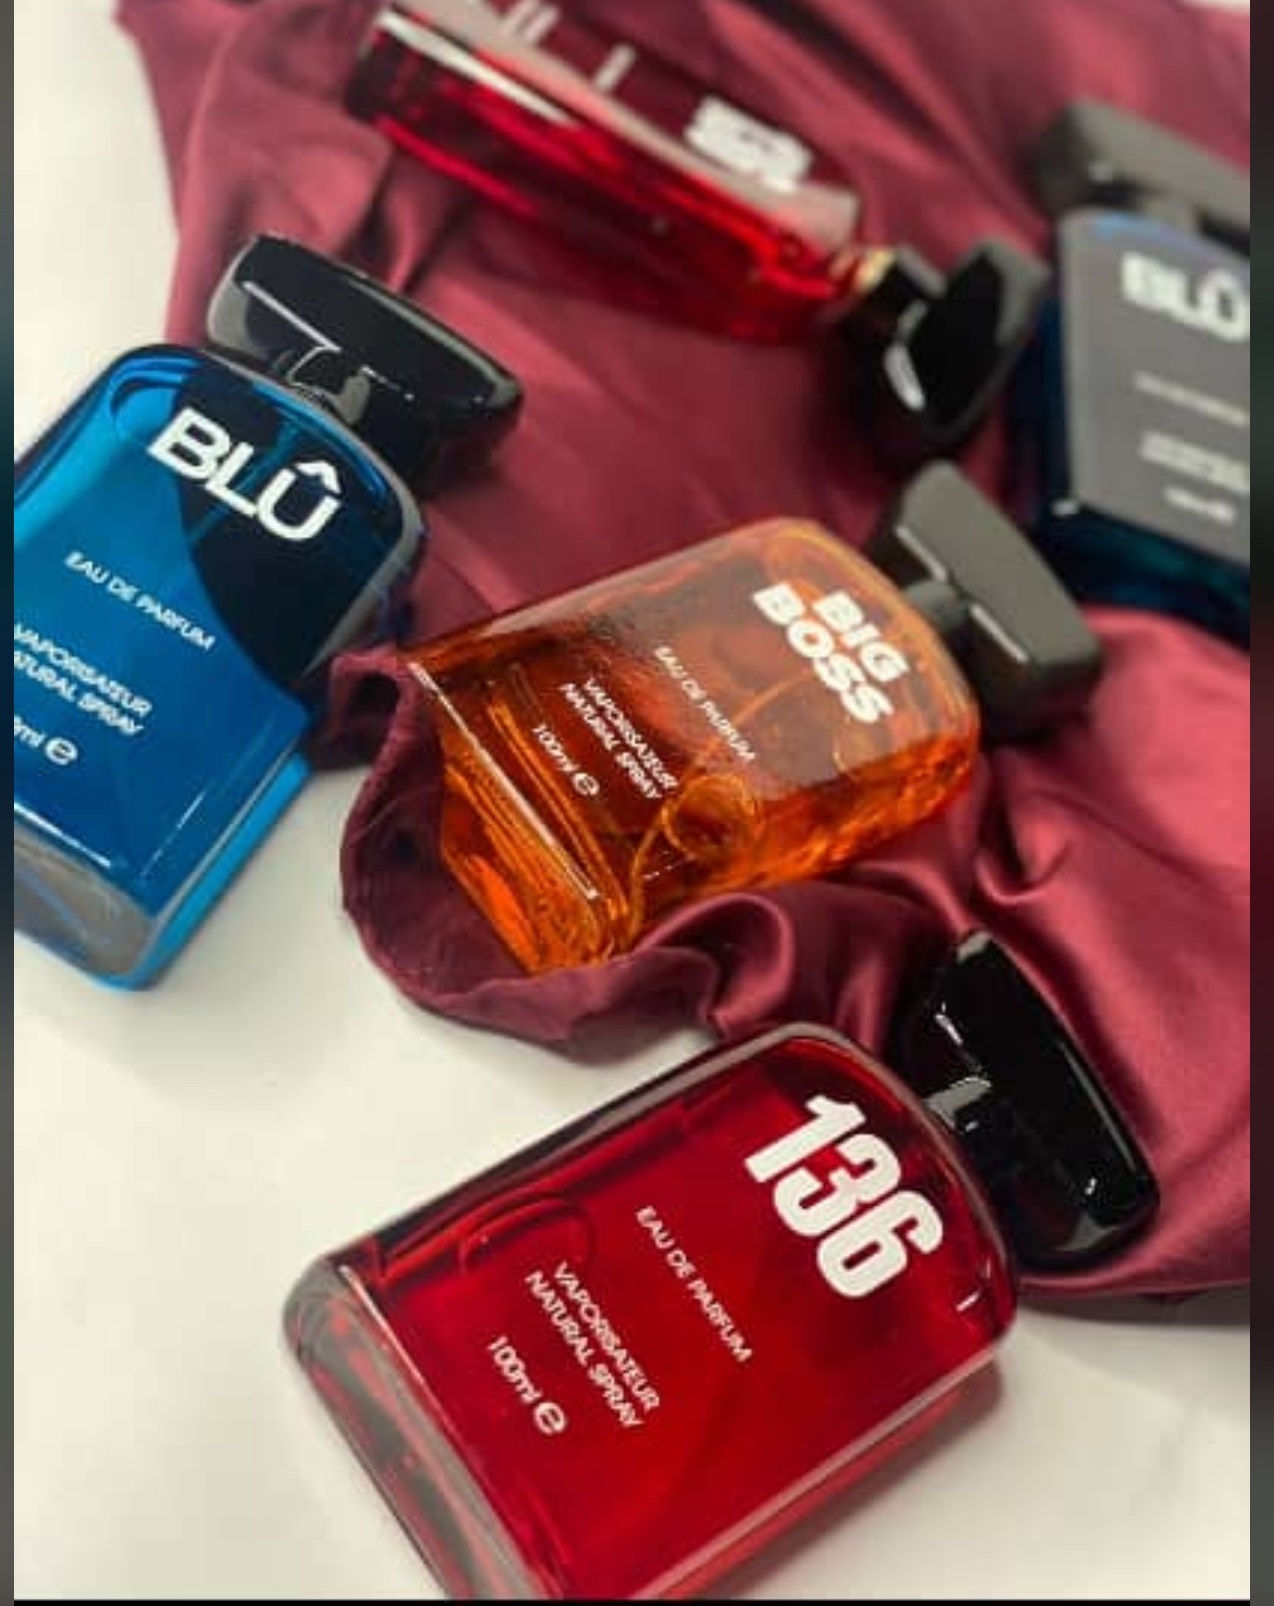 BLÛ
BLÛ
EAU DE PARFUM
VAPORISATEUR
NATURAL SPRAY
ml e
BIG
BOSS
EAU DE PARFUM
VAPORISATEUR
NATURAL SPRAY
100ml e
136
EAU DE PARFUM
VAPORISATEUR
NATURAL SPRAY
100ml e